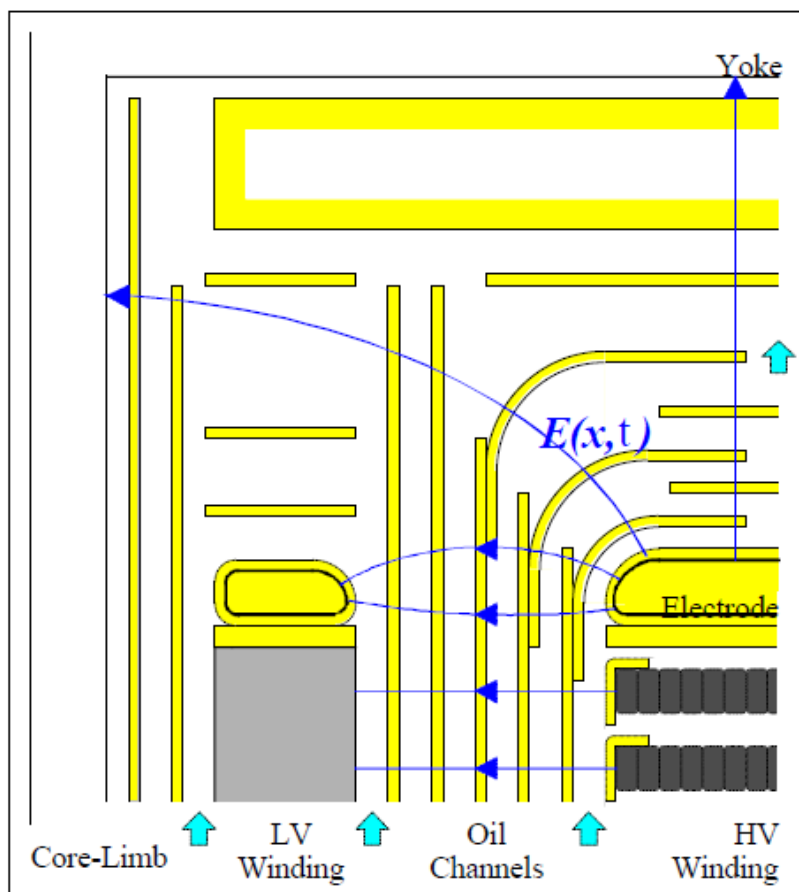 Yoke
E(x,t)
Electrode
Core-Limb
LV
Winding
Oil
Channels
HV
Winding